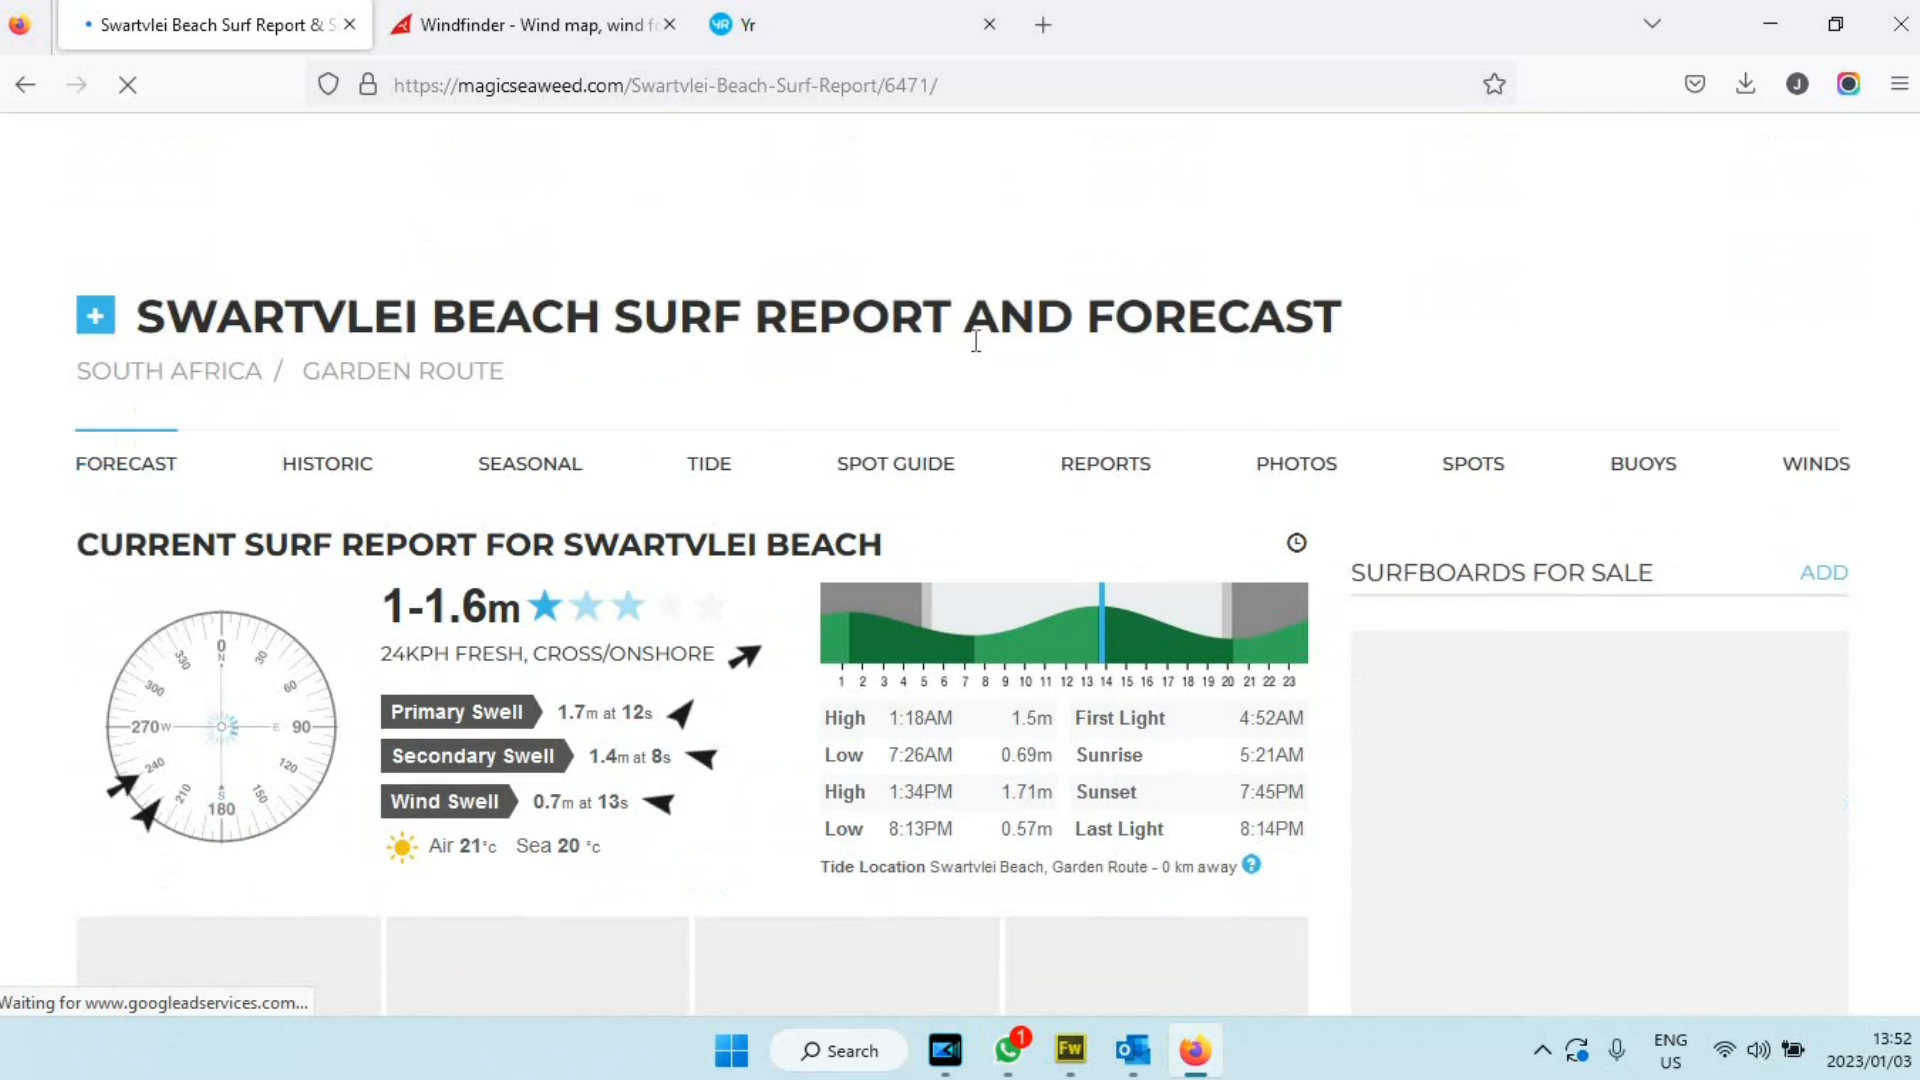 Swartvlei Beach Surf Report & S
Windfinder - Wind map, wind fo
YR Yr
https://magicseaweed.com/Swartvlei-Beach-Surf-Report/6471/
J
SWARTVLEI BEACH SURF REPORT AND FORECAST
SOUTH AFRICA / GARDEN ROUTE
FORECAST HISTORIC SEASONAL TIDE SPOT GUIDE REPORTS PHOTOS SPOTS BUOYS WINDS
CURRENT SURF REPORT FOR SWARTVLEI BEACH
SURFBOARDS FOR SALE ADD
0 N 30 60 E 90 120 150 S 180 210 240 270 W 300 330
1-1.6m
24KPH FRESH, CROSS/ONSHORE
Primary Swell 1.7m at 12s
Secondary Swell 1.4m at 8s
Wind Swell 0.7m at 13s
Air 21°c Sea 20 °c
1 2 3 4 5 6 7 8 9 10 11 12 13 14 15 16 17 18 19 20 21 22 23
High 1:18AM 1.5m First Light 4:52AM
Low 7:26AM 0.69m Sunrise 5:21AM
High 1:34PM 1.71m Sunset 7:45PM
Low 8:13PM 0.57m Last Light 8:14PM
Tide Location Swartvlei Beach, Garden Route - 0 km away ?
Waiting for www.googleadservices.com...
Search
1
Fw
ENG
US
13:52
2023/01/03